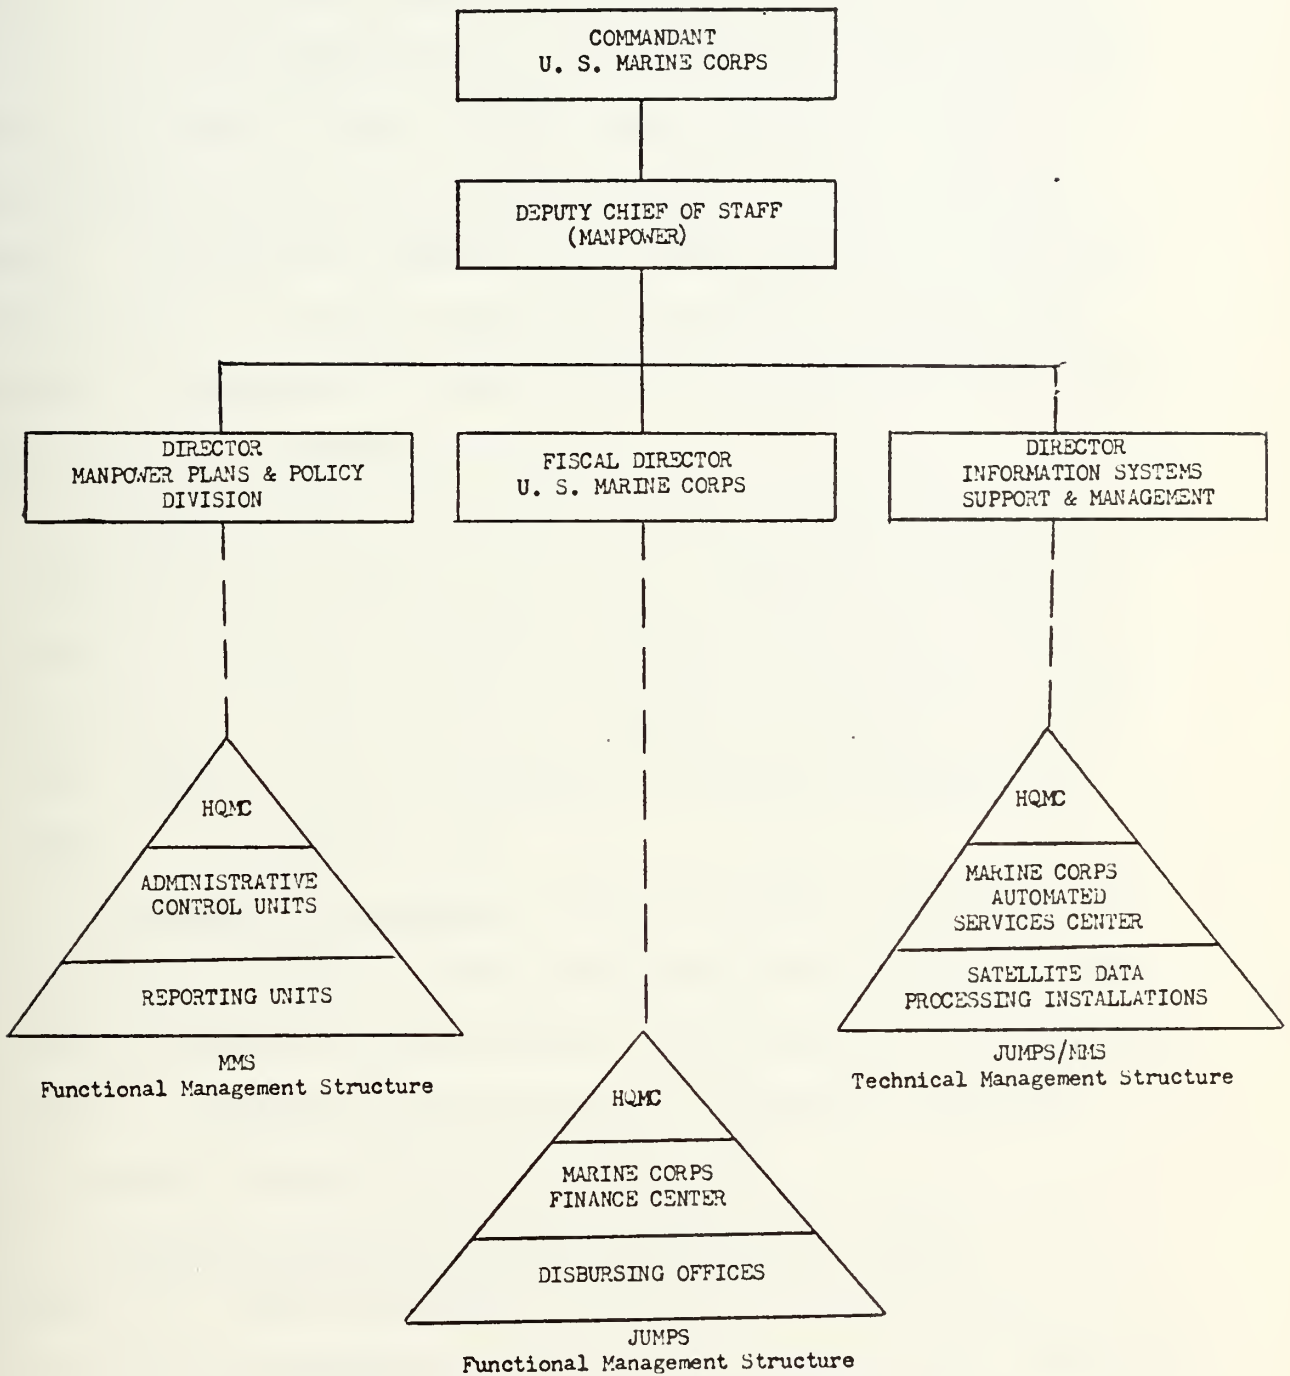 COMMANDANT
U. S. MARINE CORPS
DEPUTY CHIEF OF STAFF
(MANPOWER)
DIRECTOR
MANPOWER PLANS & POLICY
DIVISION
FISCAL DIRECTOR
U. S. MARINE CORPS
DIRECTOR
INFORMATION SYSTEMS
SUPPORT & MANAGEMENT
HQMC
ADMINISTRATIVE
CONTROL UNITS
REPORTING UNITS
MMS
Functional Management Structure
HQMC
MARINE CORPS
AUTOMATED
SERVICES CENTER
SATELLITE DATA
PROCESSING INSTALLATIONS
JUMPS/MMS
Technical Management Structure
HQMC
MARINE CORPS
FINANCE CENTER
DISBURSING OFFICES
JUMPS
Functional Management Structure